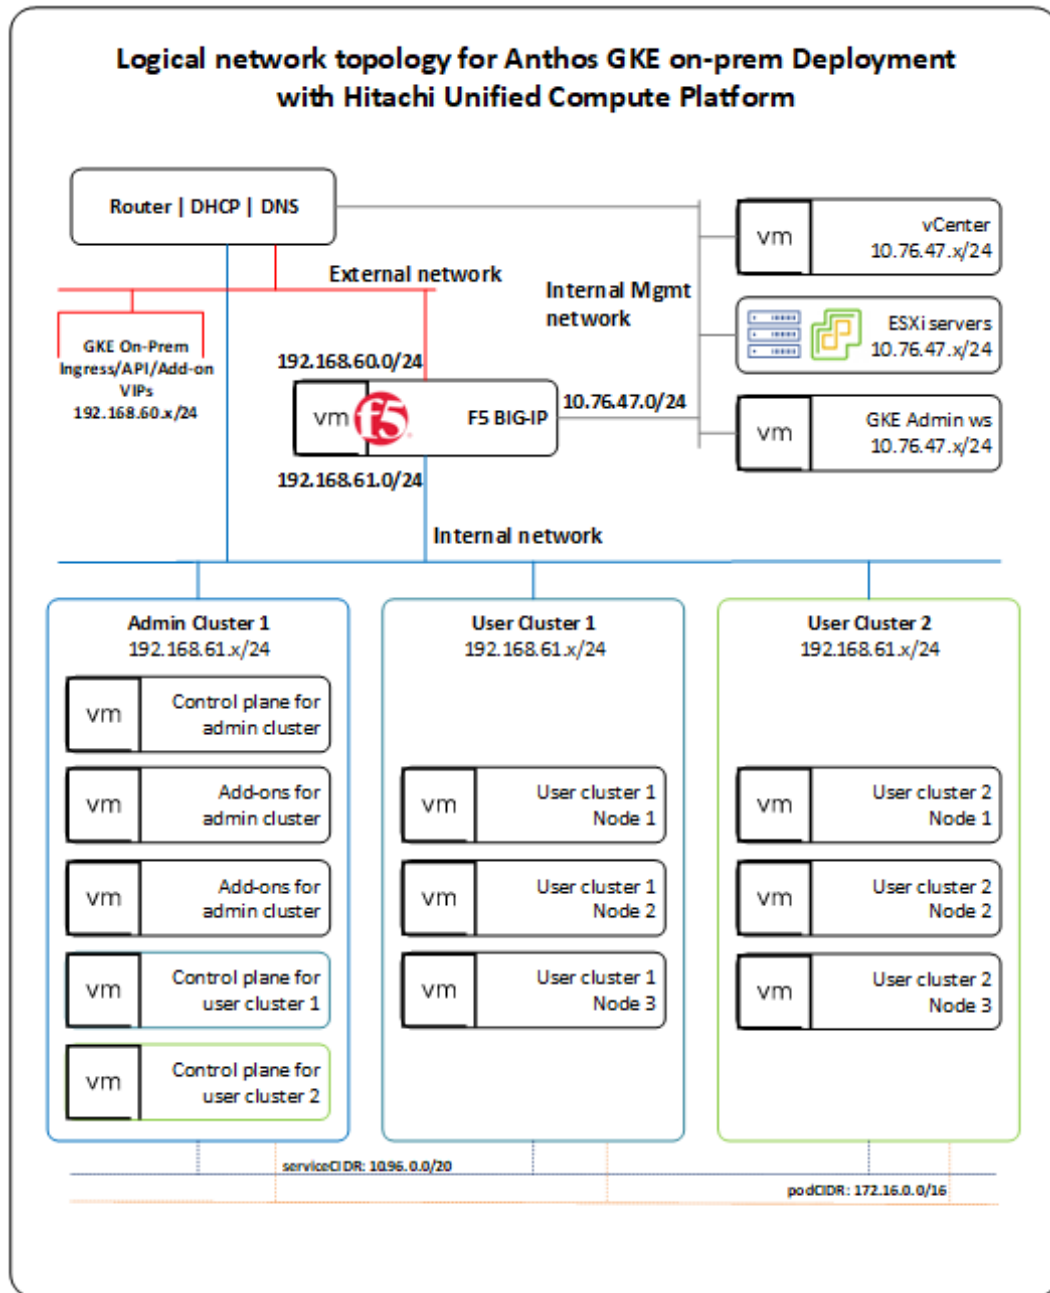 Logical network topology for Anthos GKE on-prem Deployment
with Hitachi Unified Compute Platform
Router | DHCP | DNS
vm
vCenter
10.76.47.x/24
External network
Internal Mgmt
network
vm
ESXi servers
10.76.47.x/24
GKE On-Prem
Ingress/API/Add-on
VIPs
192.168.60.x/24
192.168.60.0/24
vm
f5
F5 BIG-IP
10.76.47.0/24
vm
GKE Admin ws
10.76.47.x/24
192.168.61.0/24
Internal network
Admin Cluster 1
192.168.61.x/24
vm
Control plane for
admin cluster
vm
Add-ons for
admin cluster
vm
Add-ons for
admin cluster
vm
Control plane for
user cluster 1
vm
Control plane for
user cluster 2
User Cluster 1
192.168.61.x/24
vm
User cluster 1
Node 1
vm
User cluster 1
Node 2
vm
User cluster 1
Node 3
User Cluster 2
192.168.61.x/24
vm
User cluster 2
Node 1
vm
User cluster 2
Node 2
vm
User cluster 2
Node 3
serviceCIDR: 10.96.0.0/20
podCIDR: 172.16.0.0/16